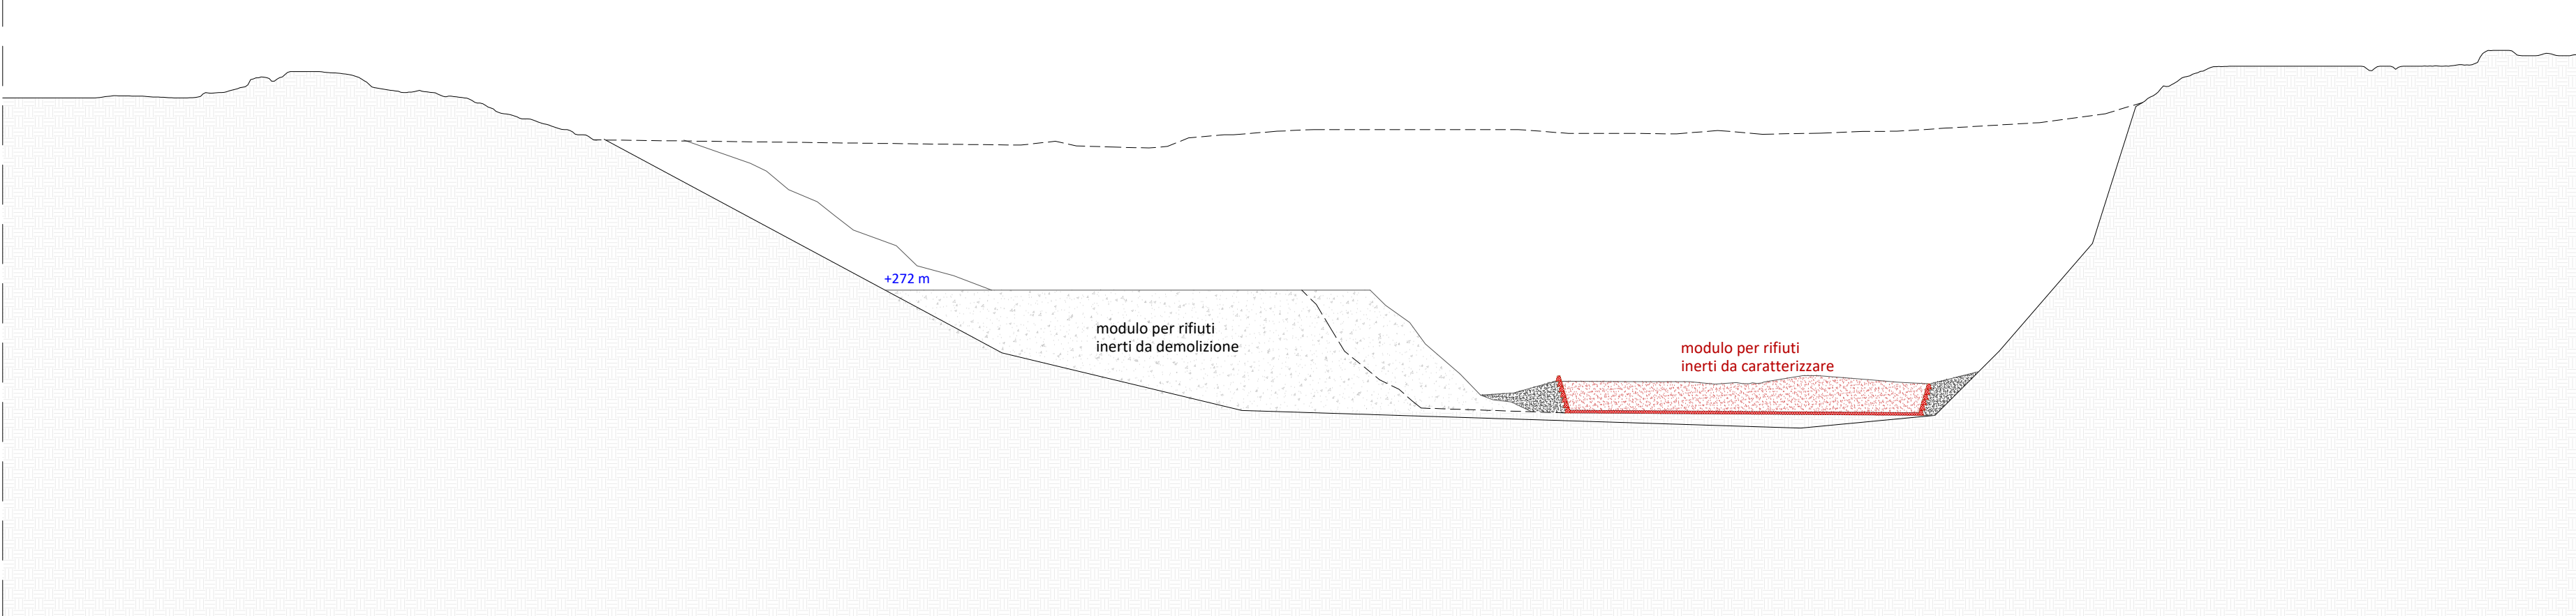 +272 m
modulo per rifiuti
inerti da demolizione
modulo per rifiuti
inerti da caratterizzare